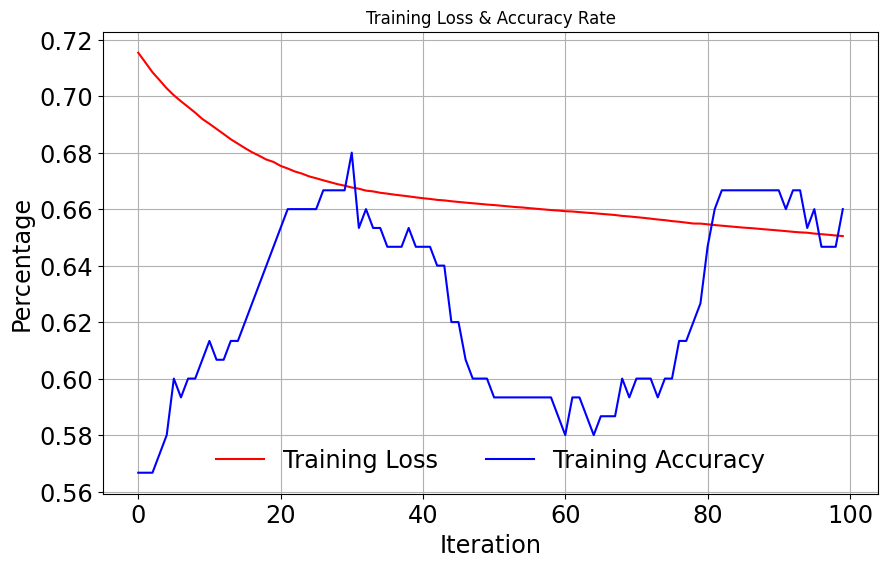 Training Loss & Accuracy Rate
Percentage
0.72
0.70
0.68
0.66
0.64
0.62
0.60
0.58
0.56
Training Loss Training Accuracy
0 20 40 60 80 100
Iteration